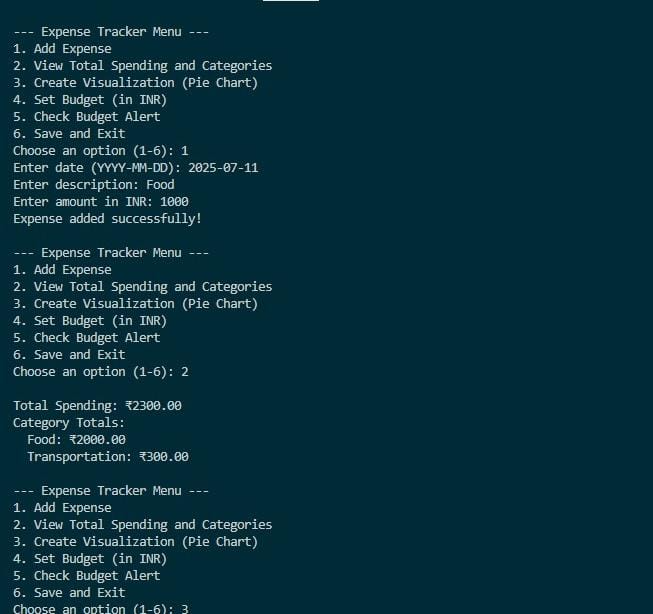 --- Expense Tracker Menu ---
1. Add Expense
2. View Total Spending and Categories
3. Create Visualization (Pie Chart)
4. Set Budget (in INR)
5. Check Budget Alert
6. Save and Exit
Choose an option (1-6): 1
Enter date (YYYY-MM-DD): 2025-07-11
Enter description: Food
Enter amount in INR: 1000
Expense added successfully!
--- Expense Tracker Menu ---
1. Add Expense
2. View Total Spending and Categories
3. Create Visualization (Pie Chart)
4. Set Budget (in INR)
5. Check Budget Alert
6. Save and Exit
Choose an option (1-6): 2
Total Spending: ₹2300.00
Category Totals:
Food: ₹2000.00
Transportation: ₹300.00
--- Expense Tracker Menu ---
1. Add Expense
2. View Total Spending and Categories
3. Create Visualization (Pie Chart)
4. Set Budget (in INR)
5. Check Budget Alert
6. Save and Exit
Choose an option (1-6): 3